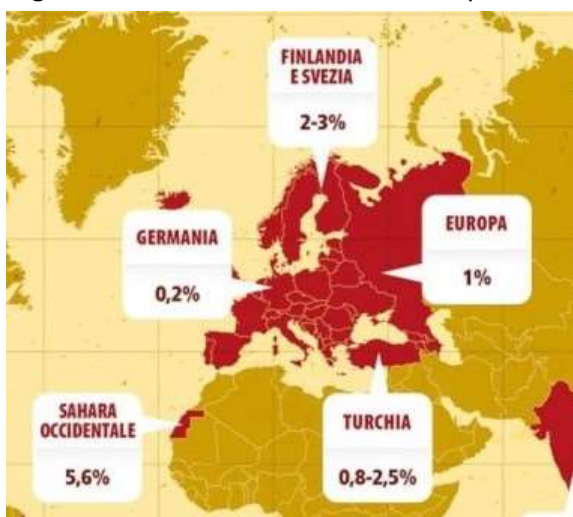 FINLANDIA
E SVEZIA
2-3%
GERMANIA
0,2%
EUROPA
1%
SAHARA
OCCIDENTALE
5,6%
TURCHIA
0,8-2,5%